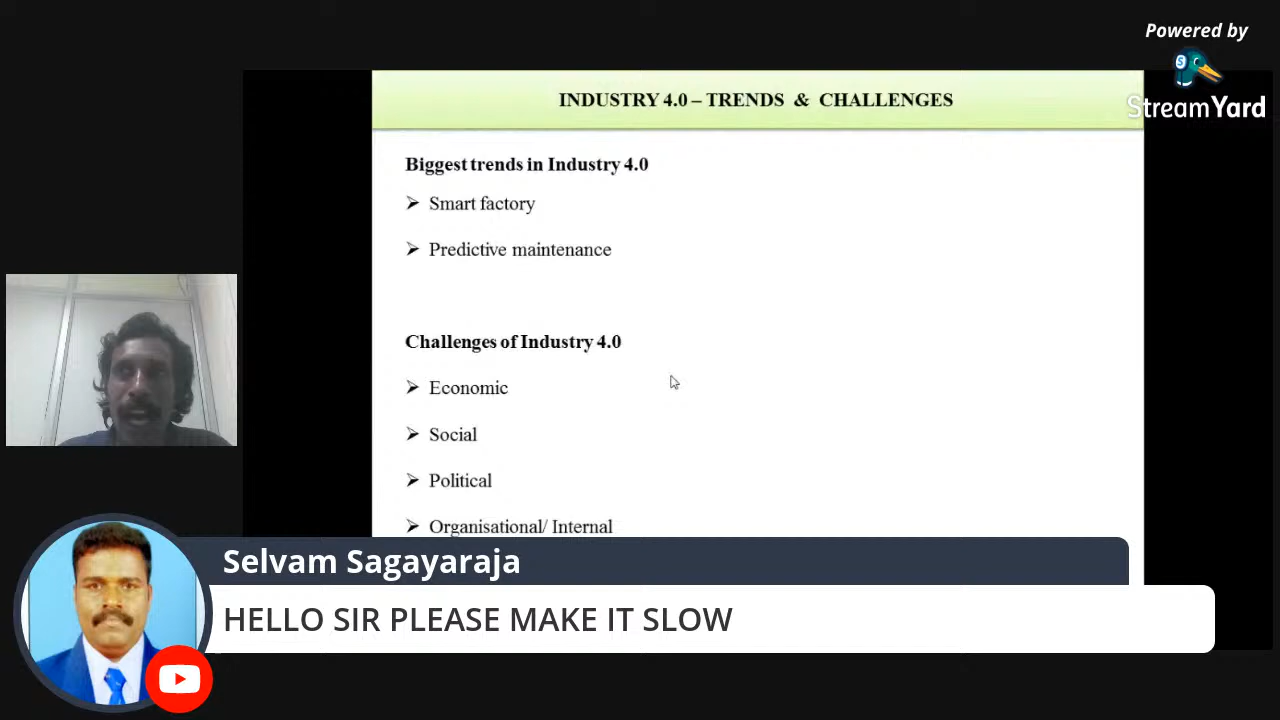 Powered by
StreamYard
INDUSTRY 4.0 – TRENDS & CHALLENGES
Biggest trends in Industry 4.0
➢ Smart factory
➢ Predictive maintenance
Challenges of Industry 4.0
➢ Economic
➢ Social
➢ Political
➢ Organisational/ Internal
Selvam Sagayaraja
HELLO SIR PLEASE MAKE IT SLOW